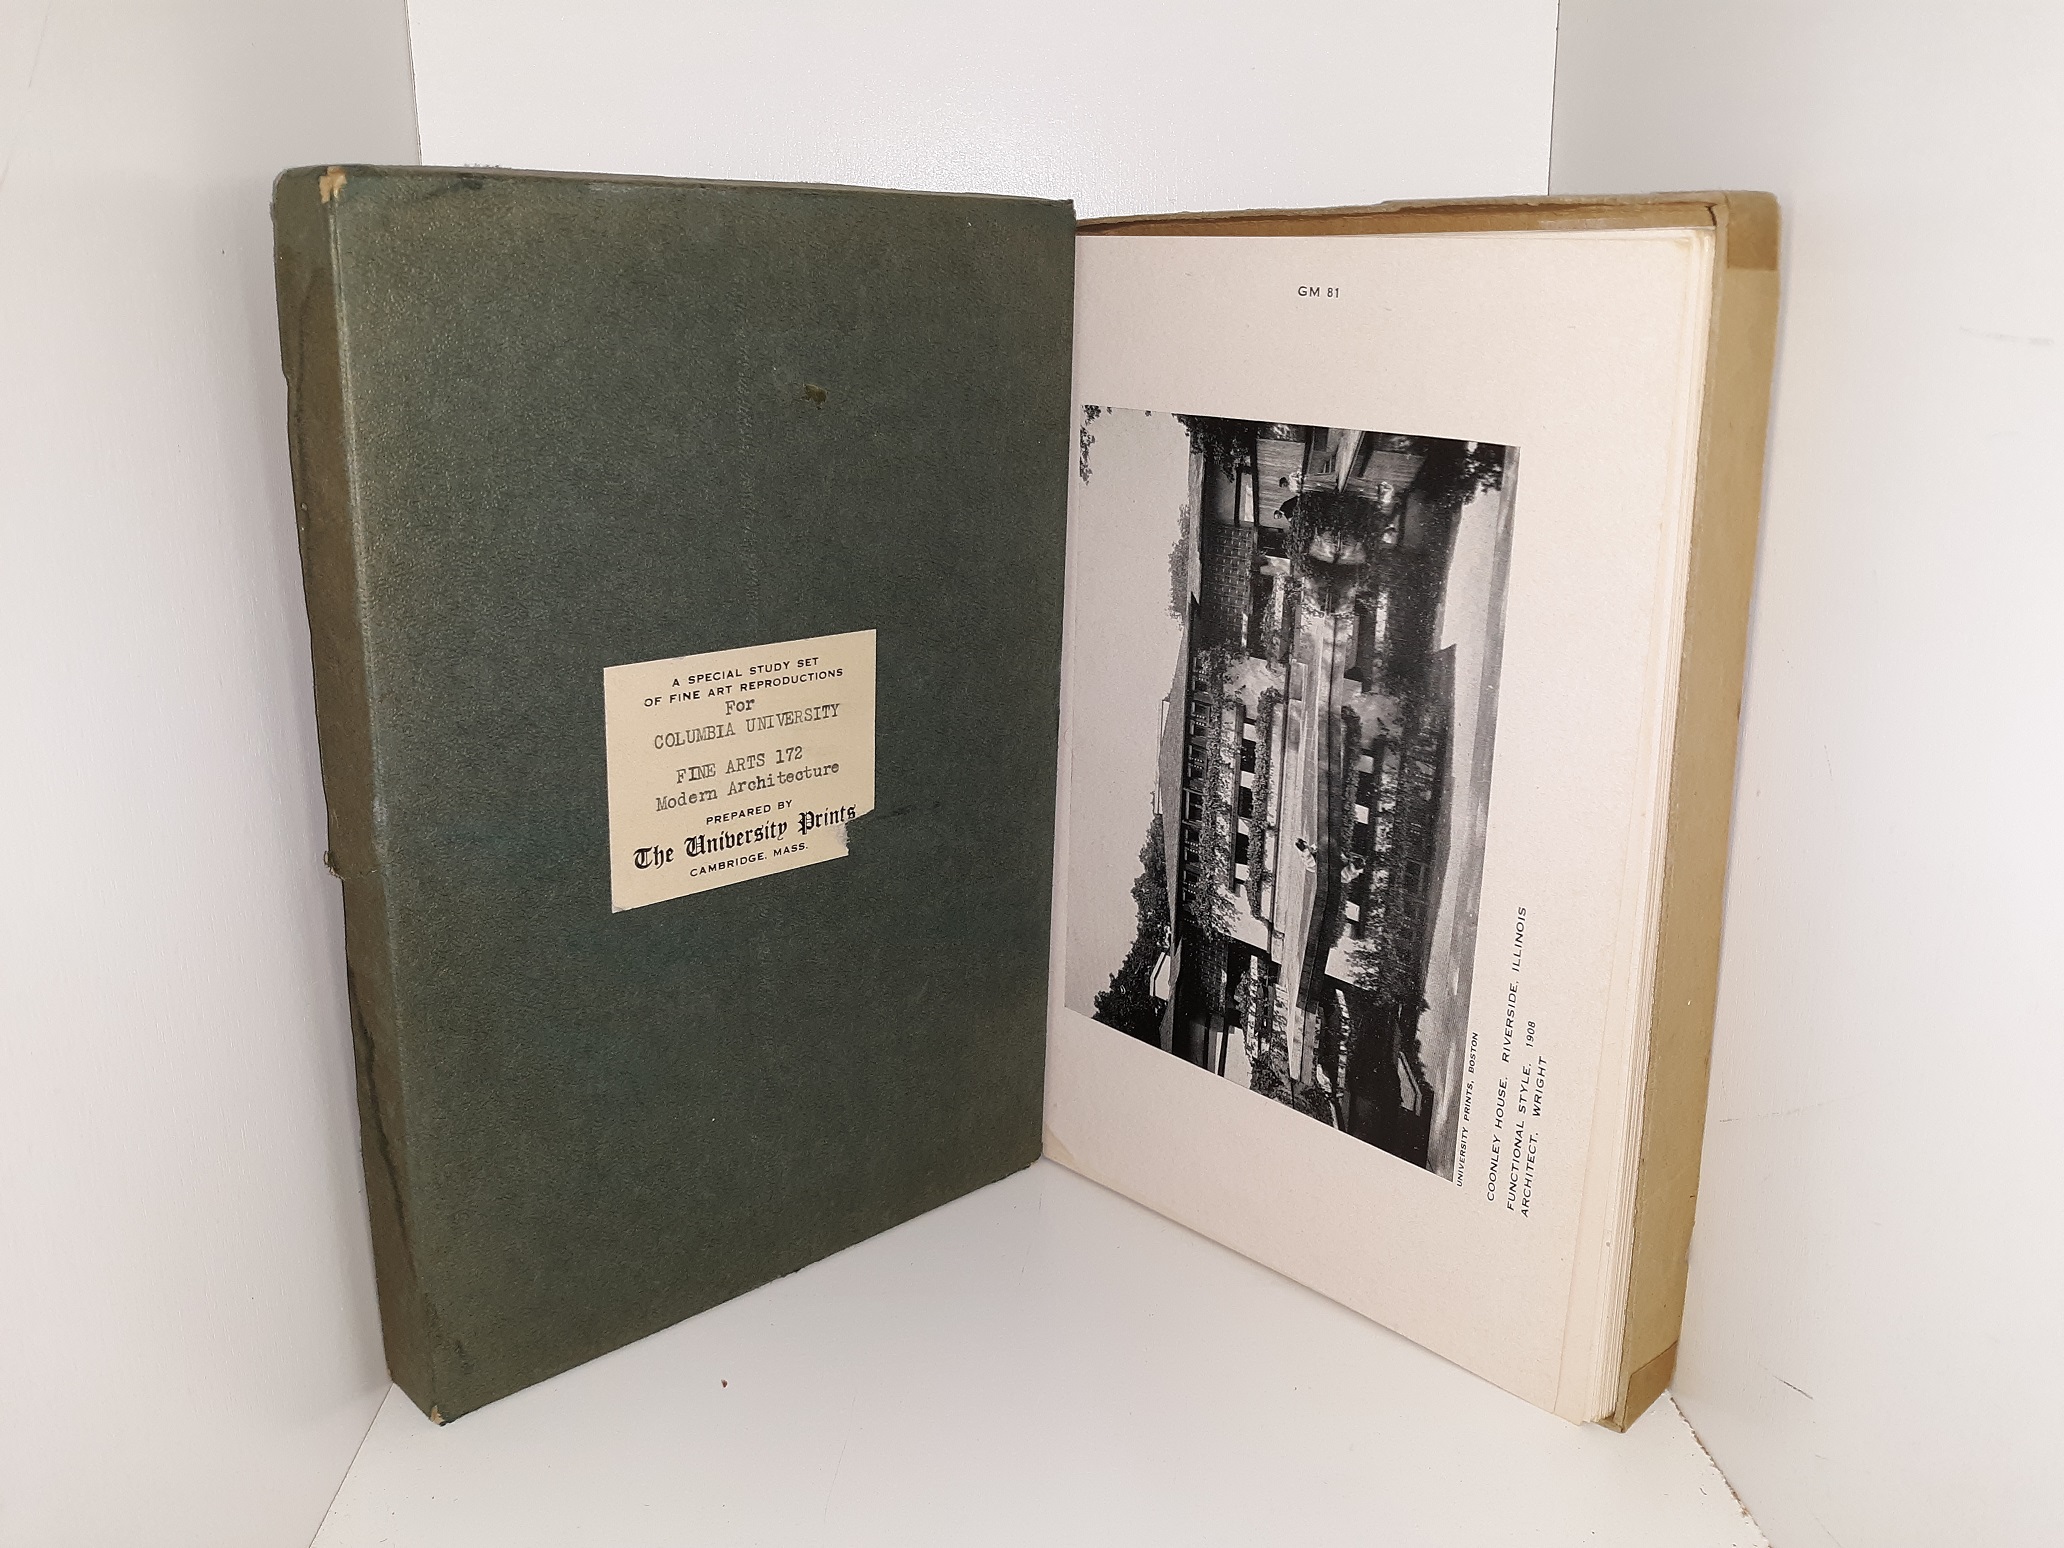 A SPECIAL STUDY SET
OF FINE ART REPRODUCTIONS
For
COLUMBIA UNIVERSITY
FINE ARTS 172
Modern Architecture
PREPARED BY
The University Prints
CAMBRIDGE, MASS.
GM 81
UNIVERSITY PRINTS, BOSTON
COONLEY HOUSE. RIVERSIDE, ILLINOIS
FUNCTIONAL STYLE. 1908
ARCHITECT. WRIGHT